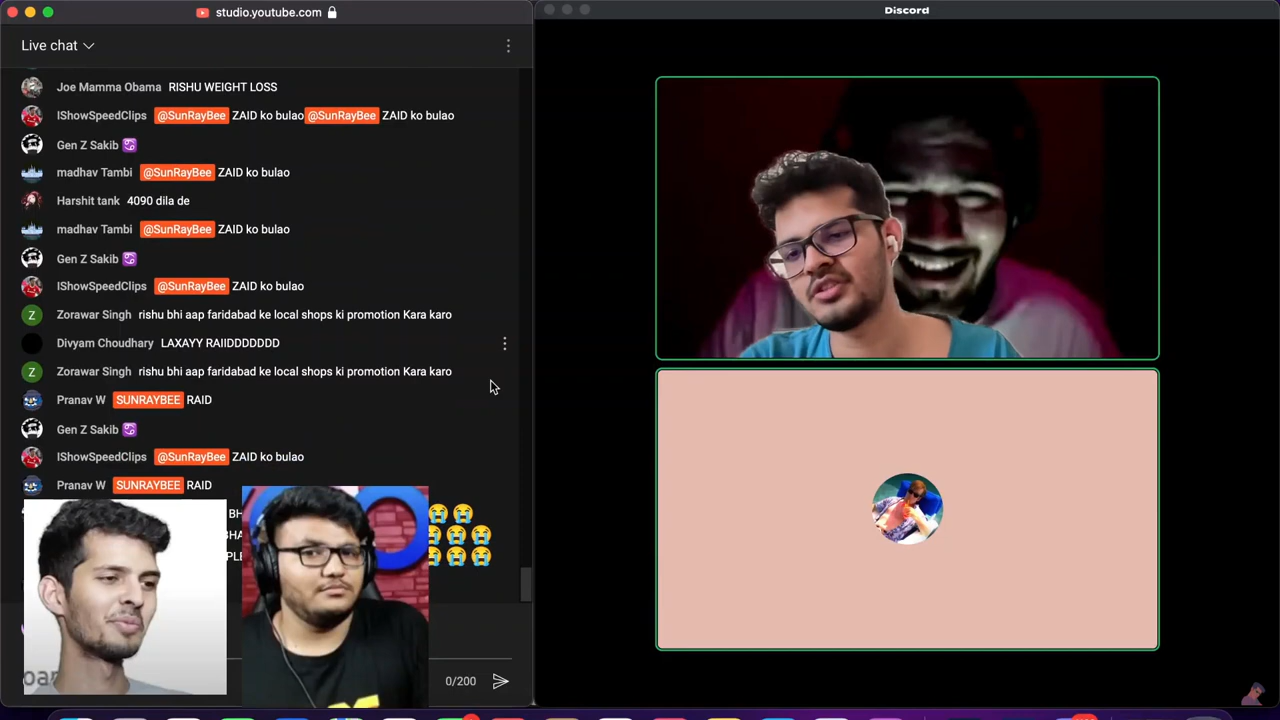 studio.youtube.com
Discord
Live chat
Joe Mamma Obama RISHU WEIGHT LOSS
IShowSpeedClips @SunRayBee ZAID ko bulao@SunRayBee ZAID ko bulao
Gen Z Sakib
madhav Tambi @SunRayBee ZAID ko bulao
Harshit tank 4090 dila de
madhav Tambi @SunRayBee ZAID ko bulao
Gen Z Sakib
IShowSpeedClips @SunRayBee ZAID ko bulao
Z Zorawar Singh rishu bhi aap faridabad ke local shops ki promotion Kara karo
Divyam Choudhary LAXAYY RAIIDDDDDDD
Z Zorawar Singh rishu bhi aap faridabad ke local shops ki promotion Kara karo
Pranav W SUNRAYBEE RAID
Gen Z Sakib
IShowSpeedClips @SunRayBee ZAID ko bulao
Pranav W SUNRAYBEE RAID
0/200